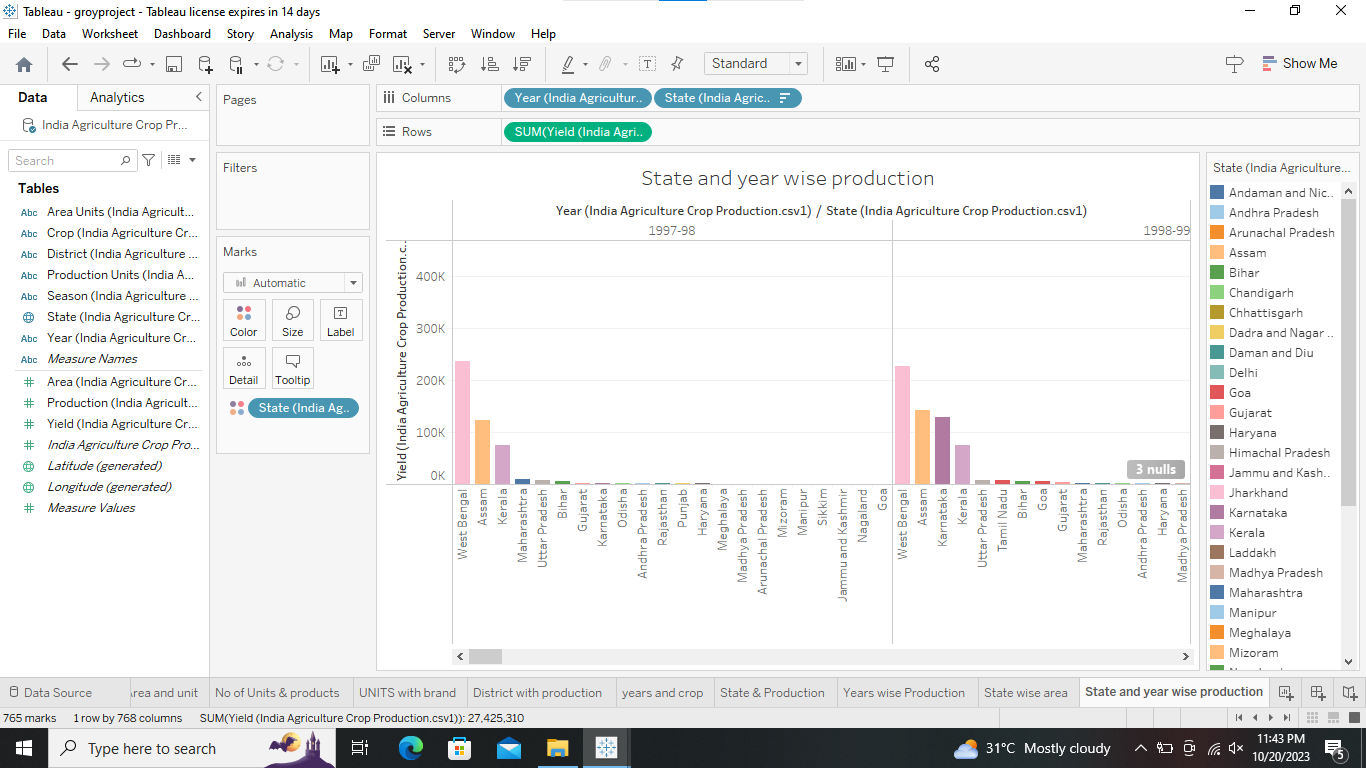 Tableau - groyproject - Tableau license expires in 14 days
File Data Worksheet Dashboard Story Analysis Map Format Server Window Help
Standard
Show Me
Data Analytics
India Agriculture Crop Pr...
Search
Tables
Abc Area Units (India Agricult...
Abc Crop (India Agriculture Cr...
Abc District (India Agriculture ...
Abc Production Units (India A...
Abc Season (India Agriculture ...
State (India Agriculture Cr...
Abc Year (India Agriculture Cr...
Abc Measure Names
Area (India Agriculture Cr...
Production (India Agricult...
Yield (India Agriculture Cr...
India Agriculture Crop Pro...
Latitude (generated)
Longitude (generated)
Measure Values
Pages
Filters
Marks
Automatic
Color Size Label
Detail Tooltip
State (India Ag..
Columns Year (India Agricultur.. State (India Agric..
Rows SUM(Yield (India Agri..
State and year wise production
Year (India Agriculture Crop Production.csv1) / State (India Agriculture Crop Production.csv1)
1997-98 1998-99
Yield (India Agriculture Crop Production.c..
400K
300K
200K
100K
0K
3 nulls
West Bengal
Assam
Kerala
Maharashtra
Uttar Pradesh
Bihar
Gujarat
Karnataka
Odisha
Andhra Pradesh
Rajasthan
Punjab
Haryana
Meghalaya
Madhya Pradesh
Arunachal Pradesh
Mizoram
Manipur
Sikkim
Jammu and Kashmir
Nagaland
Goa
West Bengal
Assam
Karnataka
Kerala
Uttar Pradesh
Tamil Nadu
Bihar
Goa
Gujarat
Maharashtra
Rajasthan
Odisha
Andhra Pradesh
Haryana
Madhya Pradesh
State (India Agriculture...
Andaman and Nic..
Andhra Pradesh
Arunachal Pradesh
Assam
Bihar
Chandigarh
Chhattisgarh
Dadra and Nagar ..
Daman and Diu
Delhi
Goa
Gujarat
Haryana
Himachal Pradesh
Jammu and Kash..
Jharkhand
Karnataka
Kerala
Laddakh
Madhya Pradesh
Maharashtra
Manipur
Meghalaya
Mizoram
Data Source rea and unit No of Units & products UNITS with brand District with production years and crop State & Production Years wise Production State wise area State and year wise production
765 marks 1 row by 768 columns SUM(Yield (India Agriculture Crop Production.csv1)): 27,425,310
Type here to search
31°C Mostly cloudy
11:43 PM
10/20/2023
5